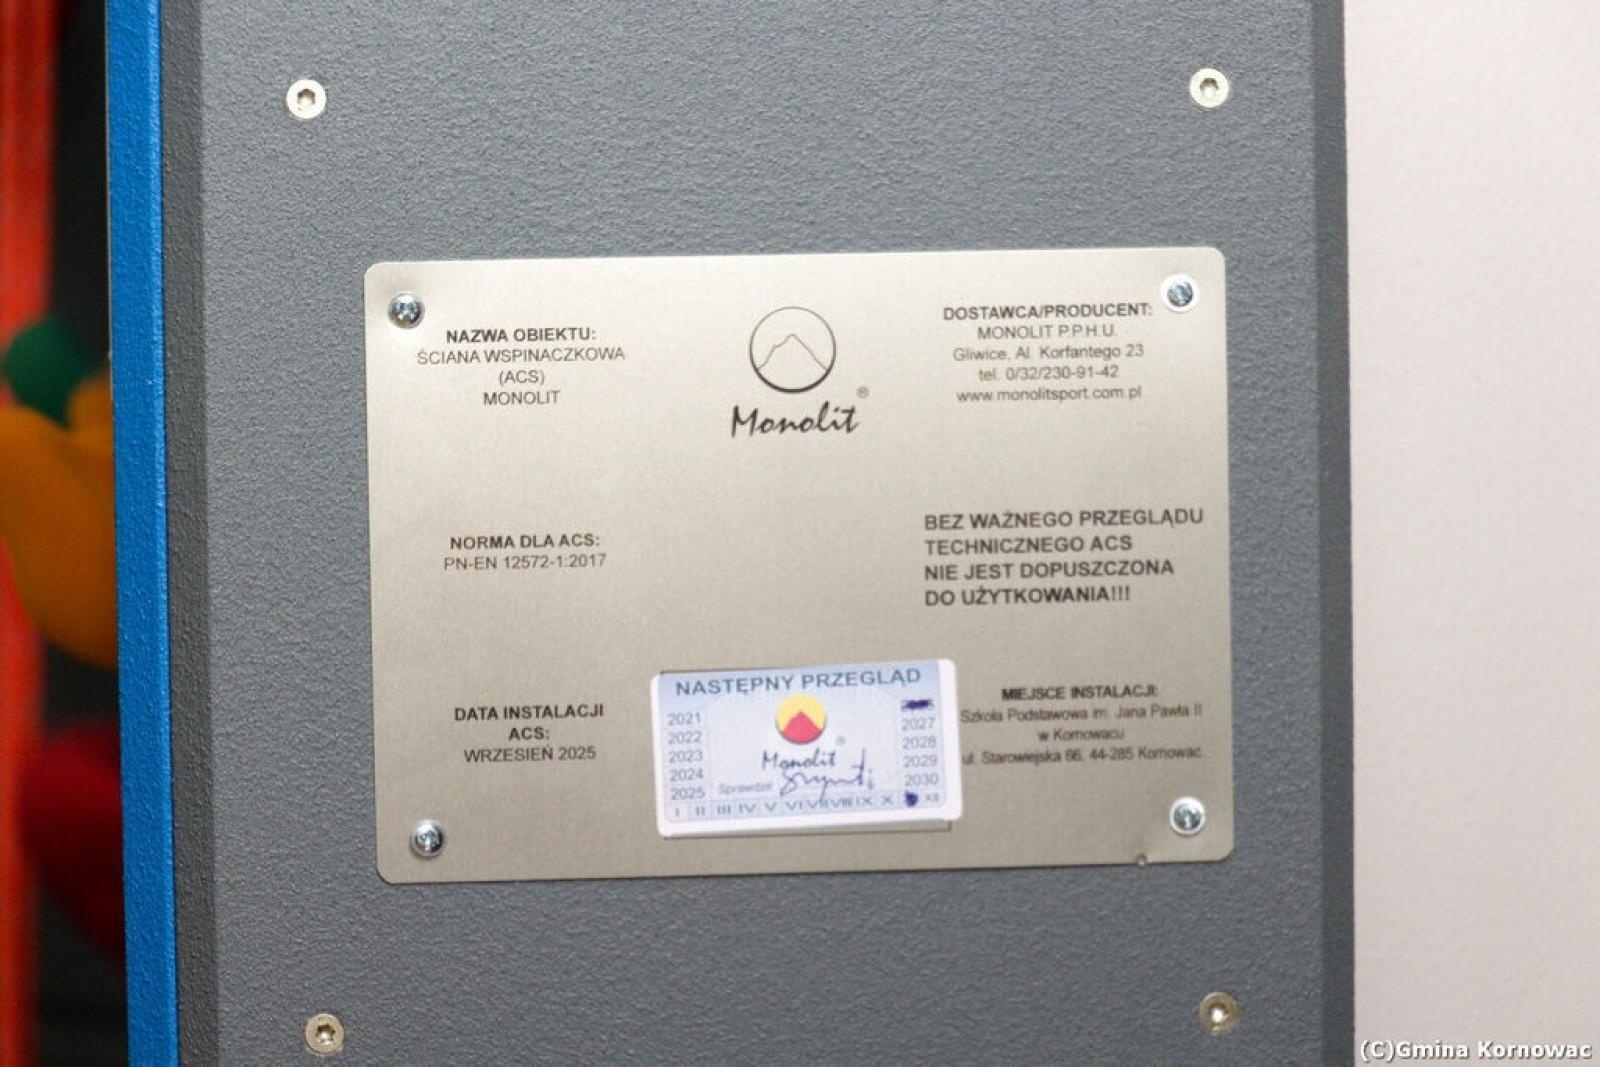 NAZWA OBIEKTU:
ŚCIANA WSPINACZKOWA
(ACS)
MONOLIT
Monolit
®
DOSTAWCA/PRODUCENT:
MONOLIT P.P.H.U.
Gliwice, Al. Korfantego 23
tel. 0/32/230-91-42
www.monolitsport.com.pl
NORMA DLA ACS:
PN-EN 12572-1:2017
BEZ WAŻNEGO PRZEGLĄDU
TECHNICZNEGO ACS
NIE JEST DOPUSZCZONA
DO UŻYTKOWANIA!!!
DATA INSTALACJI
ACS:
WRZESIEŃ 2025
NASTĘPNY PRZEGLĄD
2021
2022
2023
2024
2025
Monolit
®
Sprawdził:
2027
2028
2029
2030
I II III IV V VI VII VIII IX X XII
MIEJSCE INSTALACJI:
Szkoła Podstawowa im. Jana Pawła II
w Kornowacu
ul. Starowiejska 66, 44-285 Kornowac
(C)Gmina Kornowac